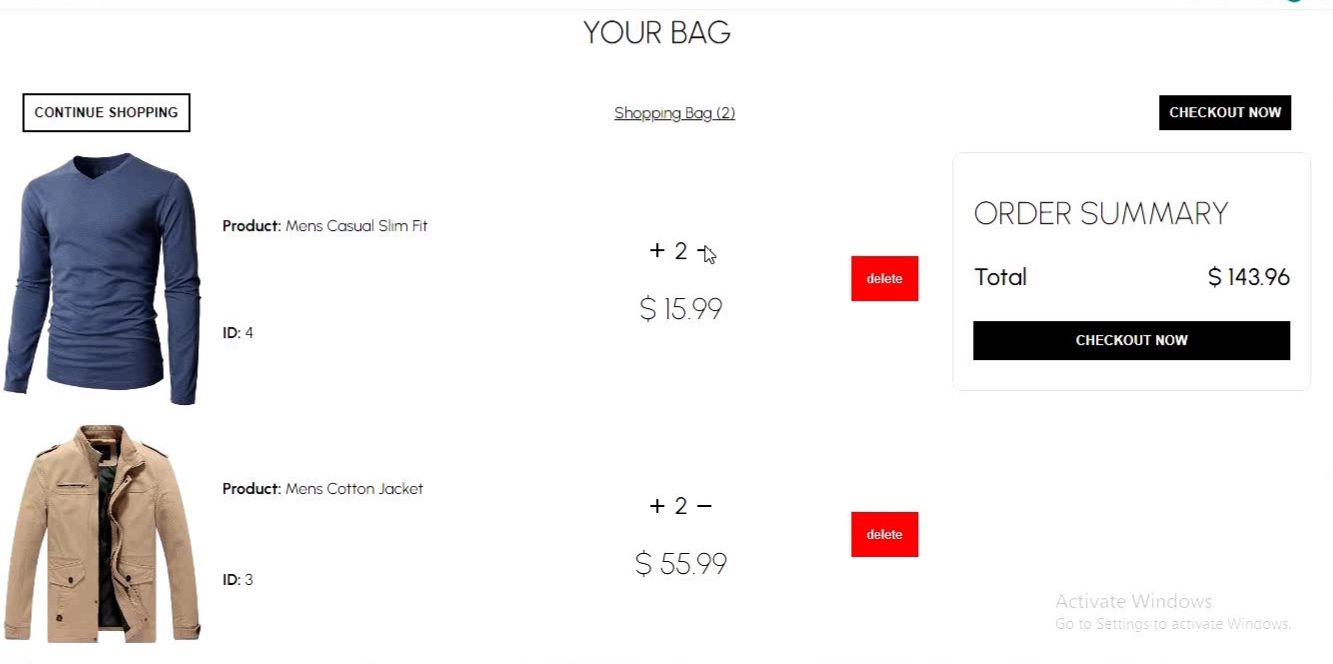 YOUR BAG
CONTINUE SHOPPING
Shopping Bag (2)
CHECKOUT NOW
Product: Mens Casual Slim Fit
ID: 4
+ 2 -
$ 15.99
delete
ORDER SUMMARY
Total $ 143.96
CHECKOUT NOW
Product: Mens Cotton Jacket
ID: 3
+ 2 −
$ 55.99
delete
Activate Windows
Go to Settings to activate Windows.